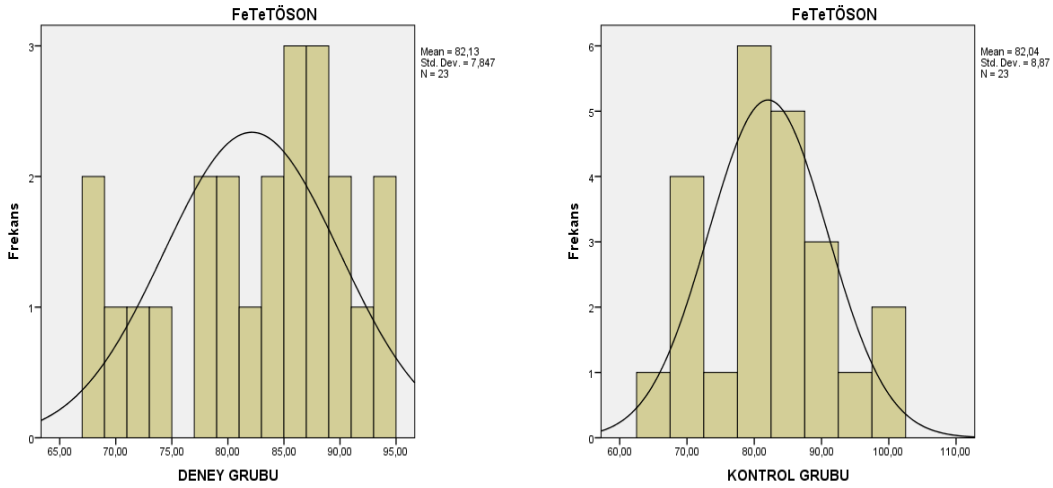 FeTeTÖSON
Mean = 82,13
Std. Dev. = 7,847
N = 23
Frekans
3
2
1
0
65,00 70,00 75,00 80,00 85,00 90,00 95,00
DENEY GRUBU
FeTeTÖSON
Mean = 82,04
Std. Dev. = 8,87
N = 23
Frekans
6
5
4
3
2
1
0
60,00 70,00 80,00 90,00 100,00 110,00
KONTROL GRUBU